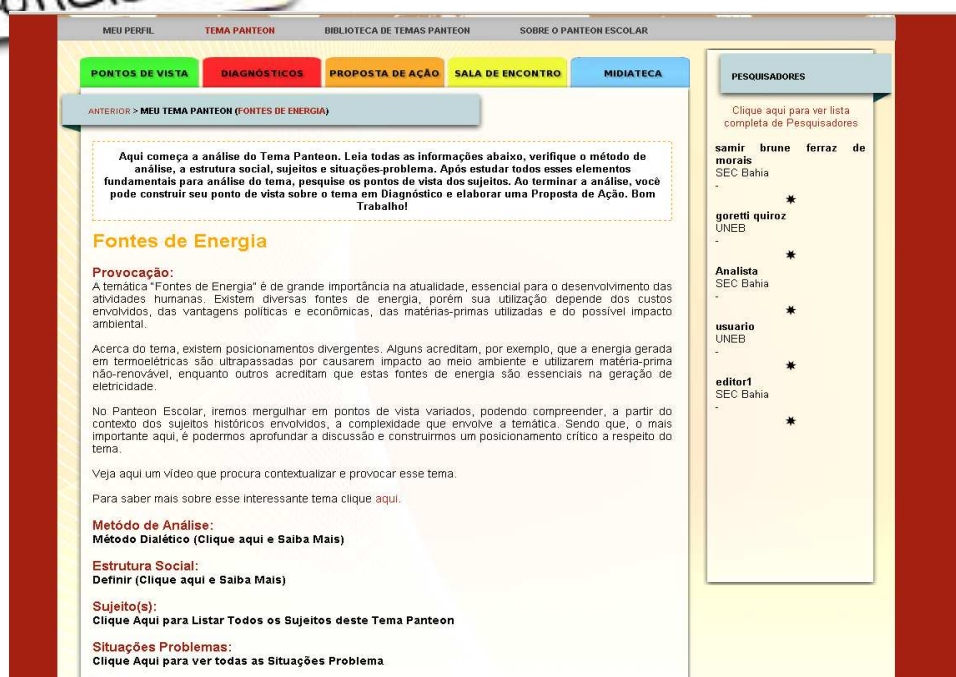 MEU PERFIL TEMA PANTEON BIBLIOTECA DE TEMAS PANTEON SOBRE O PANTEON ESCOLAR
PONTOS DE VISTA DIAGNÓSTICOS PROPOSTA DE AÇÃO SALA DE ENCONTRO MIDIATECA
ANTERIOR > MEU TEMA PANTEON (FONTES DE ENERGIA)
Aqui começa a análise do Tema Panteon. Leia todas as informações abaixo, verifique o método de
análise, a estrutura social, sujeitos e situações-problema. Após estudar todos esses elementos
fundamentais para análise do tema, pesquise os pontos de vista dos sujeitos. Ao terminar a análise, você
pode construir seu ponto de vista sobre o tema em Diagnóstico e elaborar uma Proposta de Ação. Bom
Trabalho!
Fontes de Energia
Provocação:
A temática "Fontes de Energia" é de grande importância na atualidade, essencial para o desenvolvimento das
atividades humanas. Existem diversas fontes de energia, porém sua utilização depende dos custos
envolvidos, das vantagens políticas e econômicas, das matérias-primas utilizadas e do possível impacto
ambiental.
Acerca do tema, existem posicionamentos divergentes. Alguns acreditam, por exemplo, que a energia gerada
em termoelétricas são ultrapassadas por causarem impacto ao meio ambiente e utilizarem matéria-prima
não-renovável, enquanto outros acreditam que estas fontes de energia são essenciais na geração de
eletricidade.
No Panteon Escolar, iremos mergulhar em pontos de vista variados, podendo compreender, a partir do
contexto dos sujeitos históricos envolvidos, a complexidade que envolve a temática. Sendo que, o mais
importante aqui, é podermos aprofundar a discussão e construirmos um posicionamento crítico a respeito do
tema.
Veja aqui um vídeo que procura contextualizar e provocar esse tema.
Para saber mais sobre esse interessante tema clique aqui.
Metódo de Análise:
Método Dialético (Clique aqui e Saiba Mais)
Estrutura Social:
Definir (Clique aqui e Saiba Mais)
Sujeito(s):
Clique Aqui para Listar Todos os Sujeitos deste Tema Panteon
Situações Problemas:
Clique Aqui para ver todas as Situações Problema
PESQUISADORES
Clique aqui para ver lista
completa de Pesquisadores
samir brune ferraz de
morais
SEC Bahia
-
goretti quiroz
UNEB
-
Analista
SEC Bahia
-
usuario
UNEB
-
editor1
SEC Bahia
-